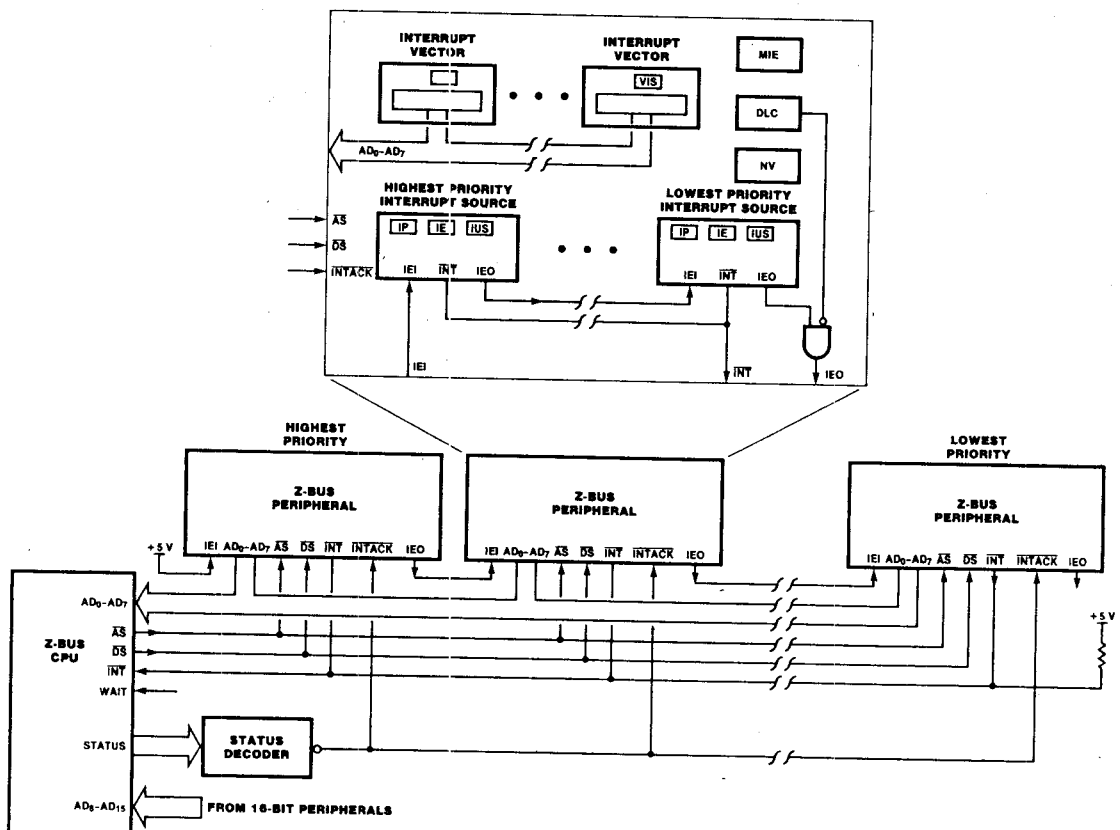 INTERRUPT
VECTOR
INTERRUPT
VECTOR
VIS
MIE
DLC
NV
AD₀-AD₇
HIGHEST PRIORITY
INTERRUPT SOURCE
LOWEST PRIORITY
INTERRUPT SOURCE
AS
DS
INTACK
IP IE IUS
IEI INT IEO
IP IE IUS
IEI INT IEO
IEI
INT
IEO
HIGHEST
PRIORITY
LOWEST
PRIORITY
Z-BUS
PERIPHERAL
Z-BUS
PERIPHERAL
Z-BUS
PERIPHERAL
+5 V
IEI AD₀-AD₇ AS DS INT INTACK IEO
IEI AD₀-AD₇ AS DS INT INTACK IEO
IEI AD₀-AD₇ AS DS INT INTACK IEO
+5 V
Z-BUS
CPU
AD₀-AD₇
AS
DS
INT
WAIT
STATUS
STATUS
DECODER
AD₈-AD₁₅
FROM 16-BIT PERIPHERALS